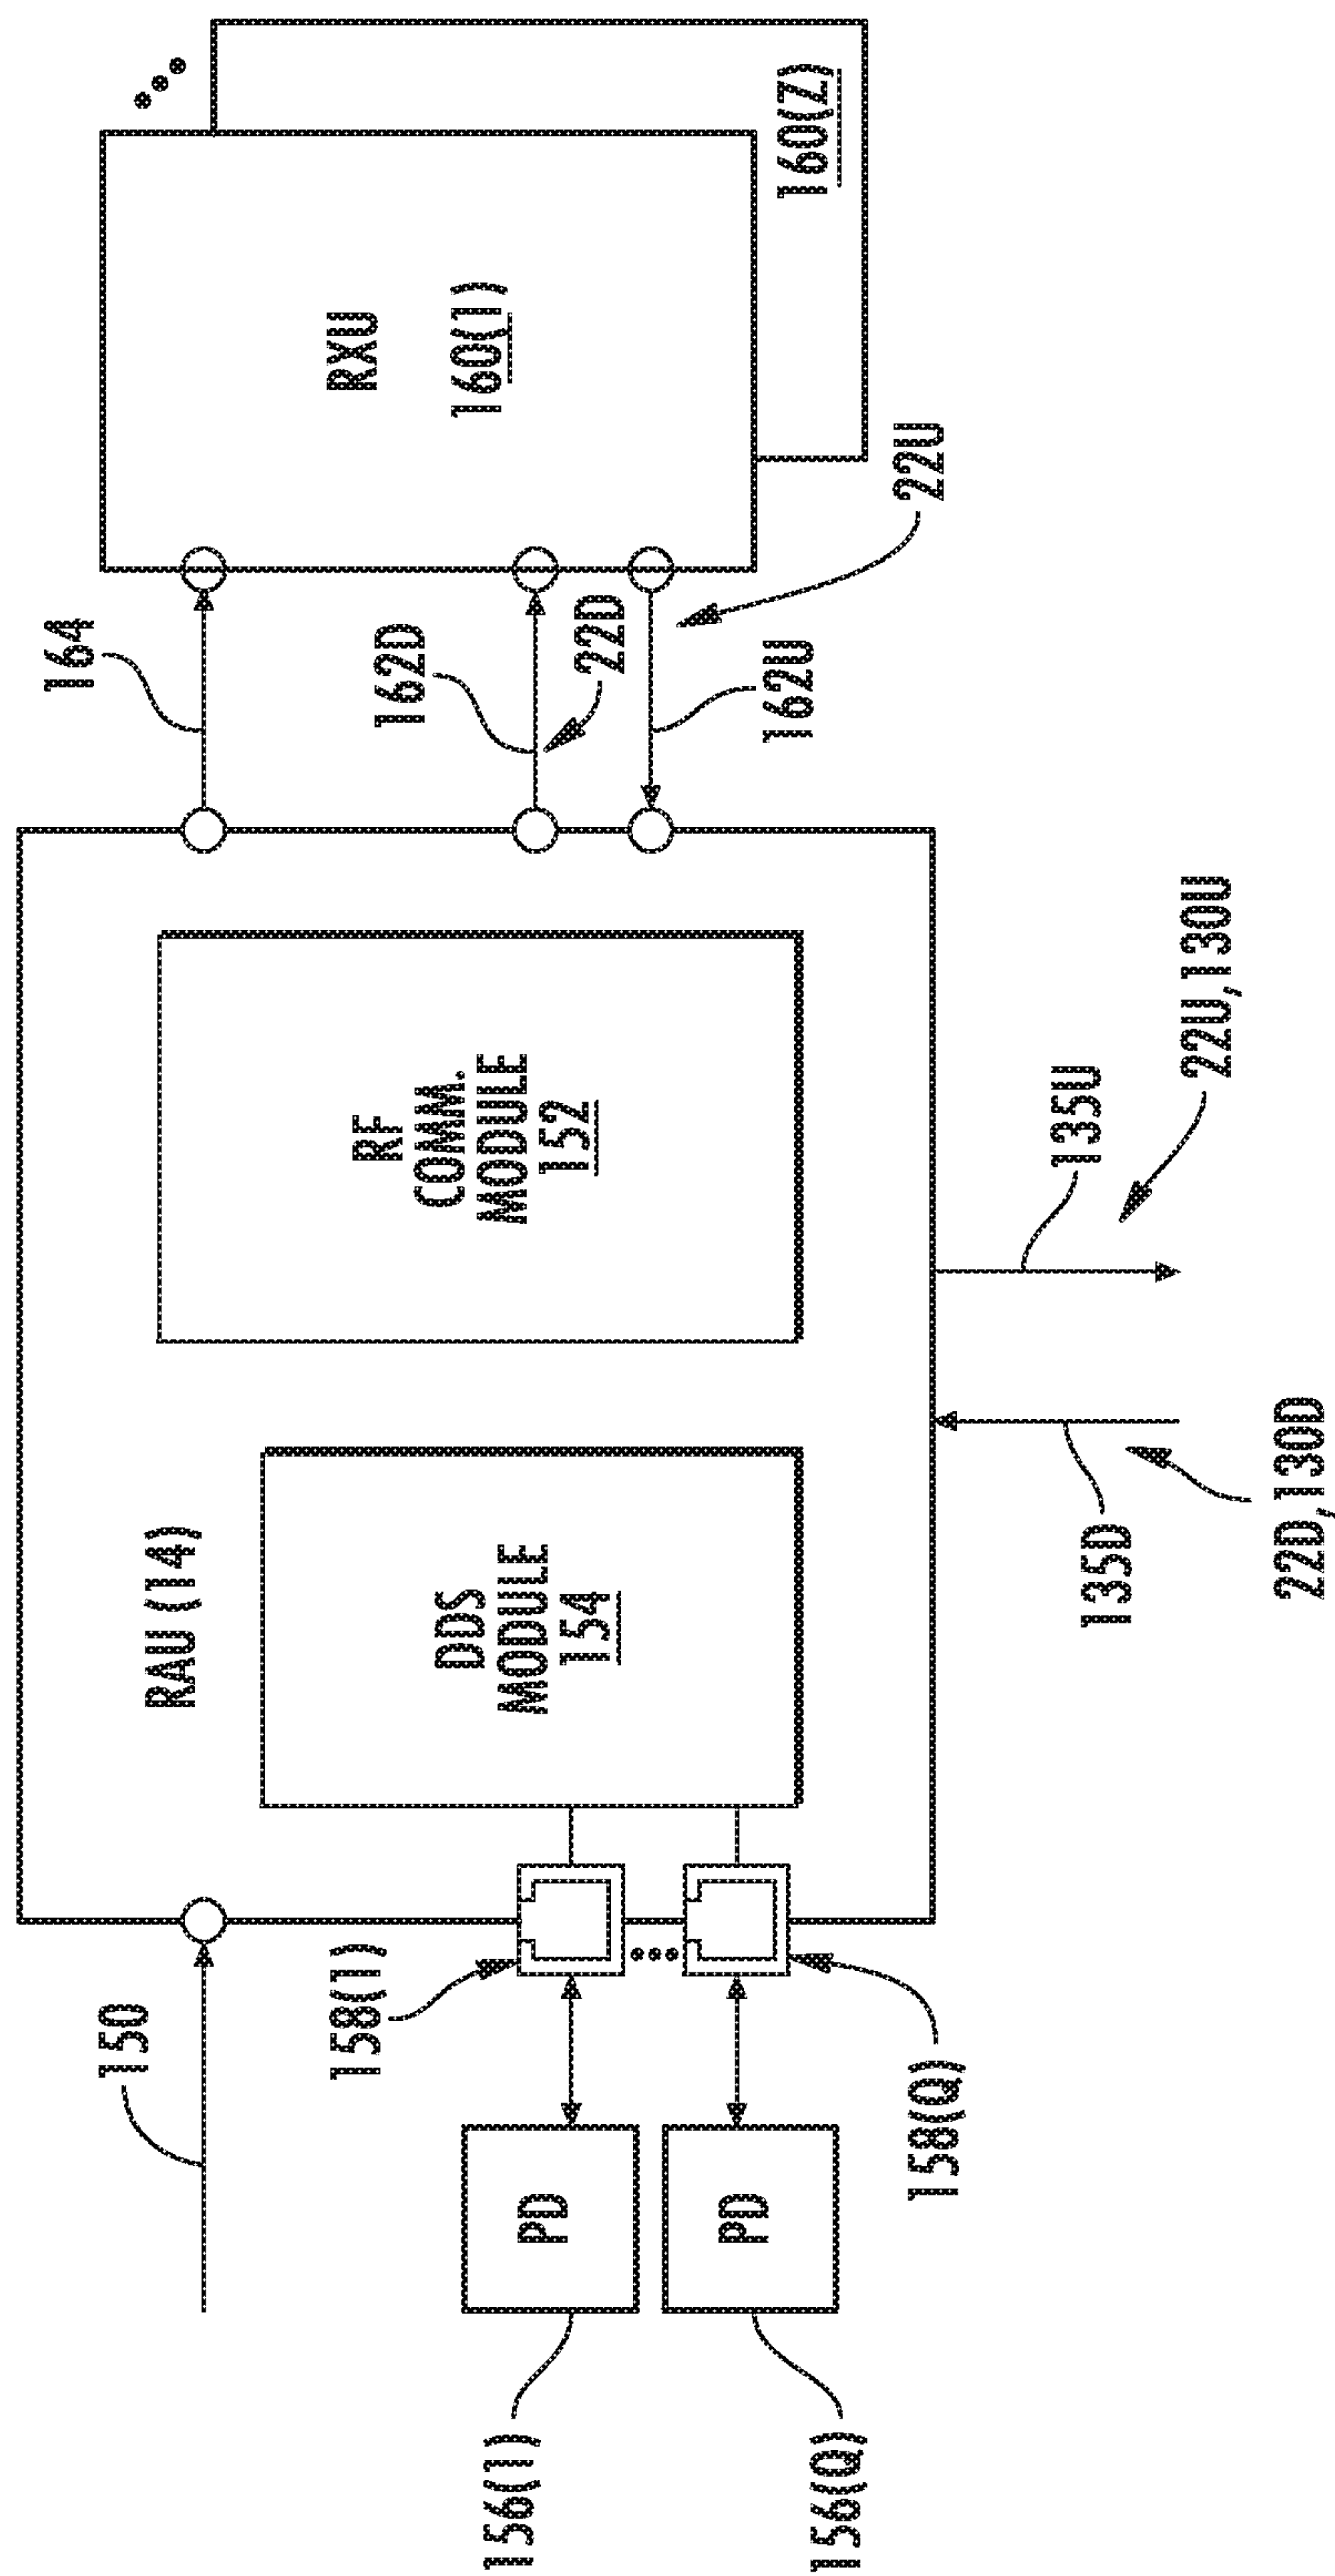 150
156(1)
PD
158(1)
156(Q)
PD
158(Q)
RAU (14)
DDS
MODULE
154
RF
COMM.
MODULE
152
135D
22D,130D
135U
22U,130U
164
162D
22D
162U
22U
RXU
160(1)
160(Z)